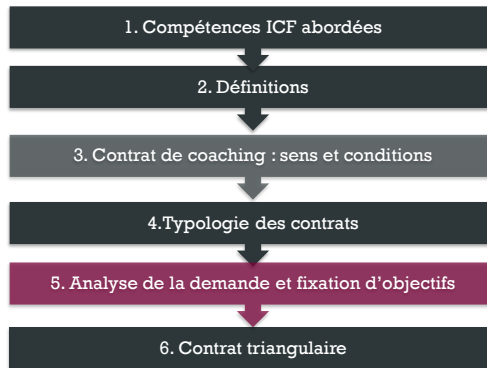 1. Compétences ICF abordées
2. Définitions
3. Contrat de coaching : sens et conditions
4.Typologie des contrats
5. Analyse de la demande et fixation d’objectifs
6. Contrat triangulaire